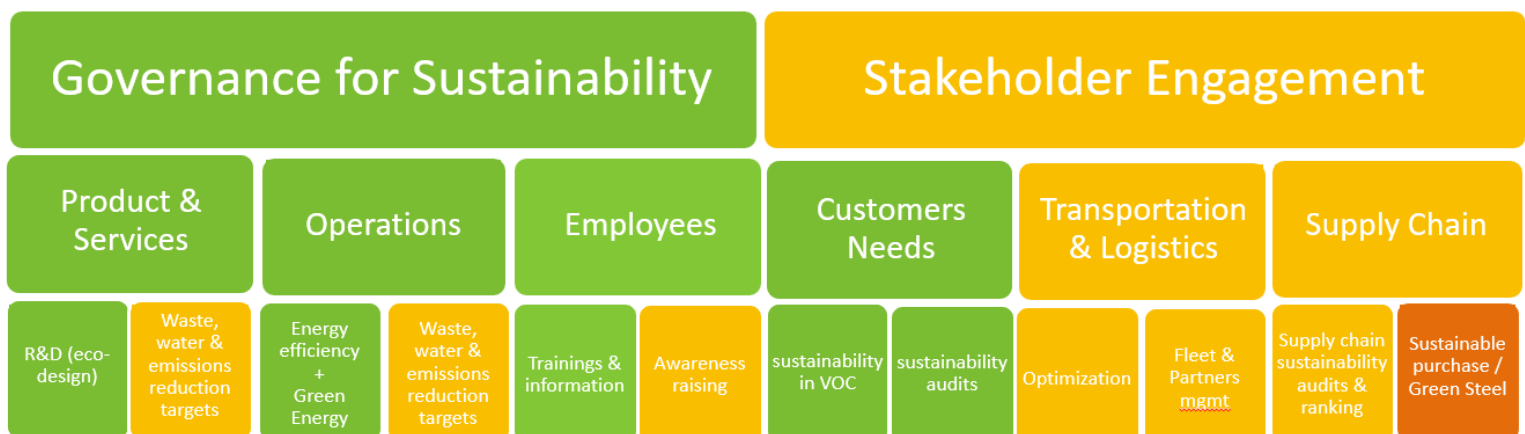 Governance for Sustainability
Stakeholder Engagement
Product &
Services
Operations
Employees
Customers
Needs
Transportation
& Logistics
Supply Chain
R&D (eco-
design)
Waste,
water &
emissions
reduction
targets
Energy
efficiency
+
Green
Energy
Waste,
water &
emissions
reduction
targets
Trainings &
information
Awareness
raising
sustainability
in VOC
sustainability
audits
Optimization
Fleet &
Partners
mgmt
Supply chain
sustainability
audits &
ranking
Sustainable
purchase /
Green Steel